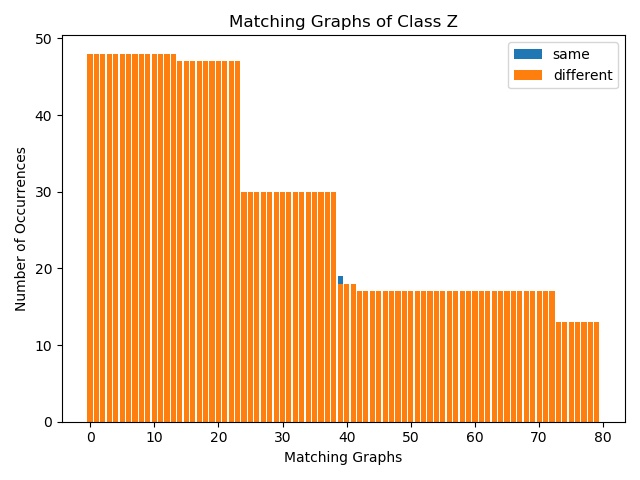 Matching Graphs of Class Z
same
different
Number of Occurrences
50
40
30
20
10
0
0 10 20 30 40 50 60 70 80
Matching Graphs